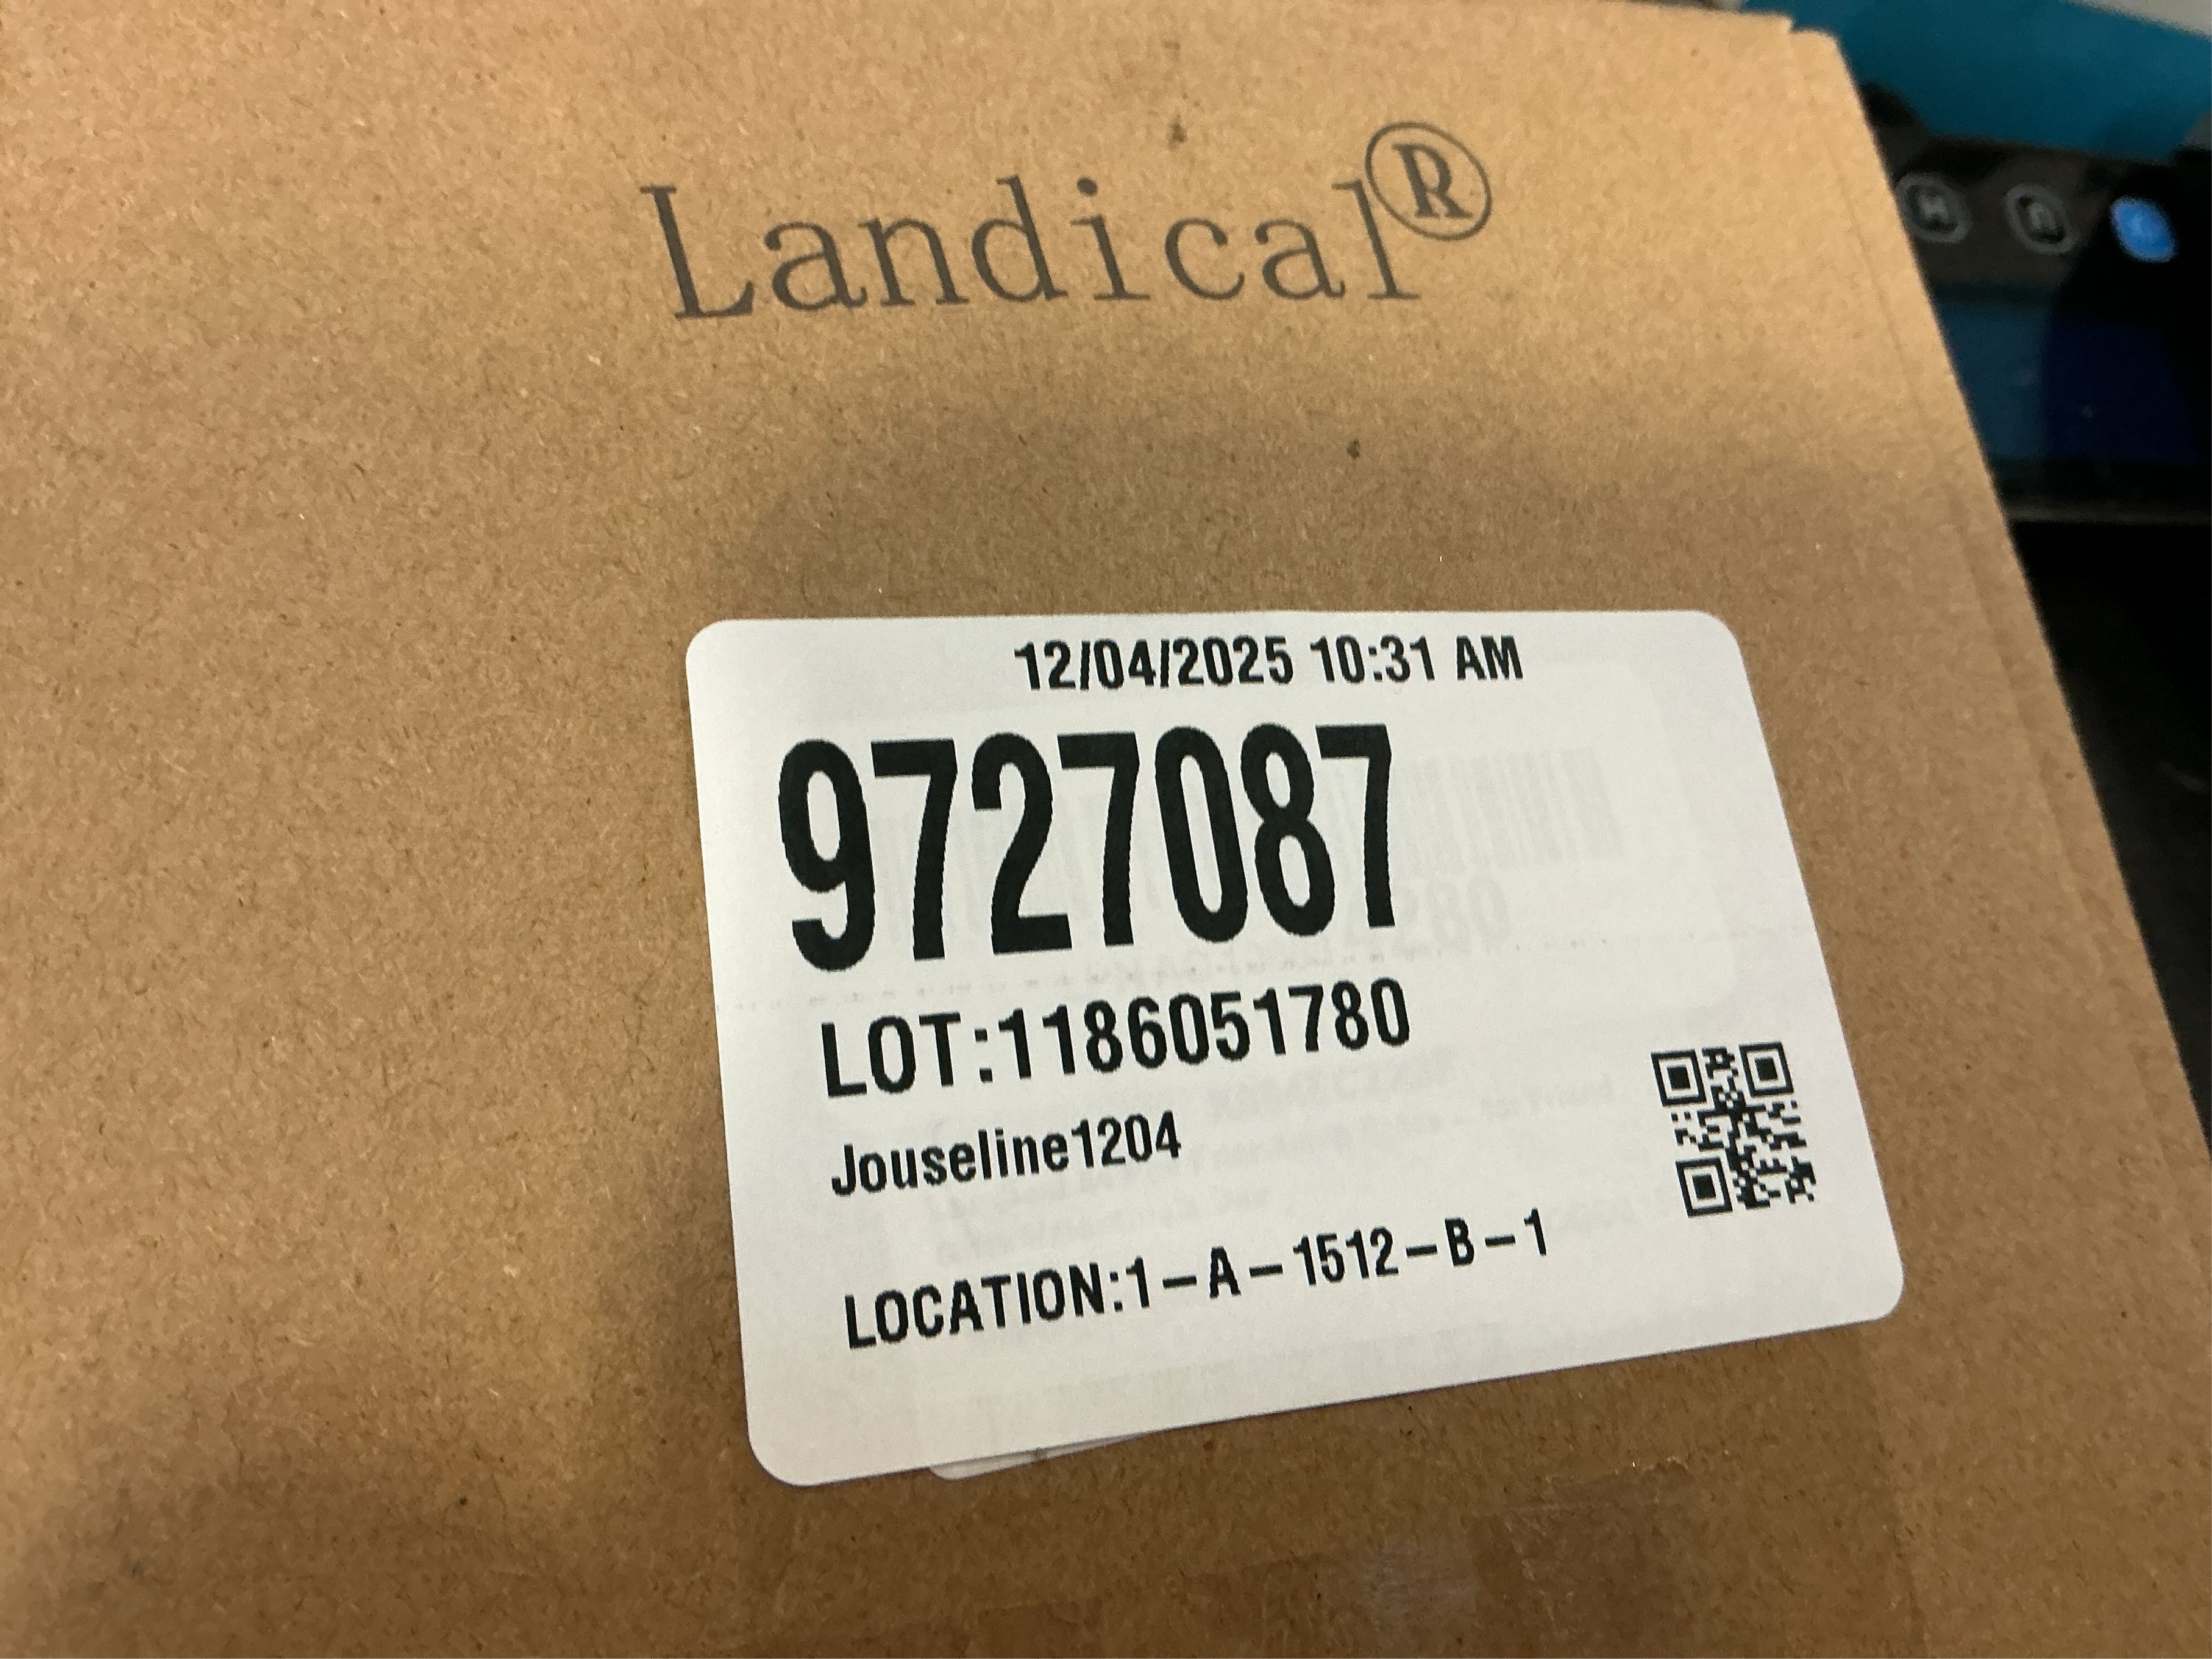 Landical®
12/04/2025 10:31 AM
9727087
LOT:1186051780
Jouseline1204
LOCATION:1-A-1512-B-1